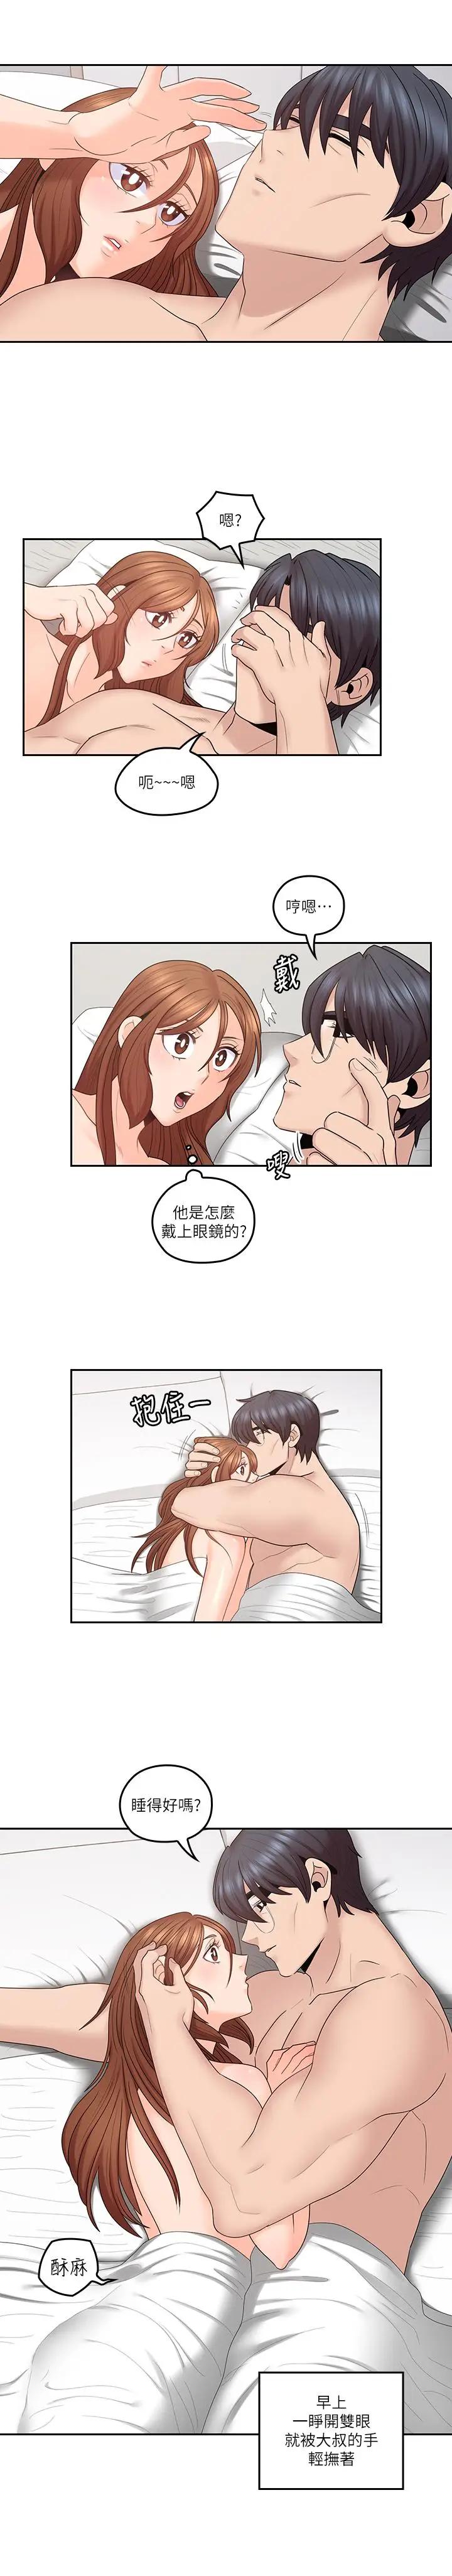 嗯?
呃~~~嗯
哼嗯…
戴
嗖
他是怎麼
戴上眼鏡的?
抱住一
睡得好嗎?
酥麻
早上
一睜開雙眼
就被大叔的手
輕撫著